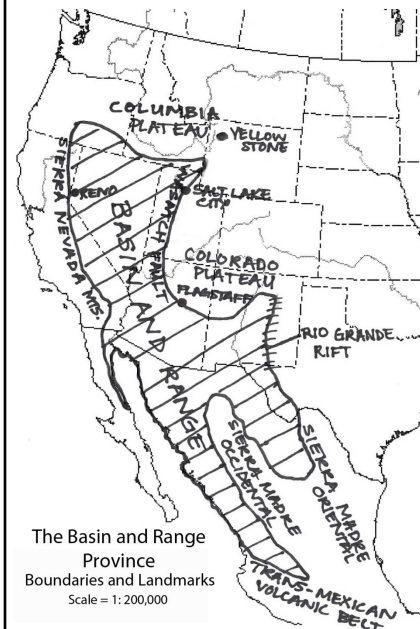 COLUMBIA
PLATEAU
YELLOW
STONE
SIERRA NEVADA MTS.
RENO
WASATCH FAULT
SALT LAKE
CITY
BASIN AND RANGE
COLORADO
PLATEAU
FLAGSTAFF
RIO GRANDE
RIFT
SIERRA MADRE
OCCIDENTAL
SIERRA MADRE
ORIENTAL
TRANS-MEXICAN
VOLCANIC BELT
The Basin and Range
Province
Boundaries and Landmarks
Scale = 1: 200,000